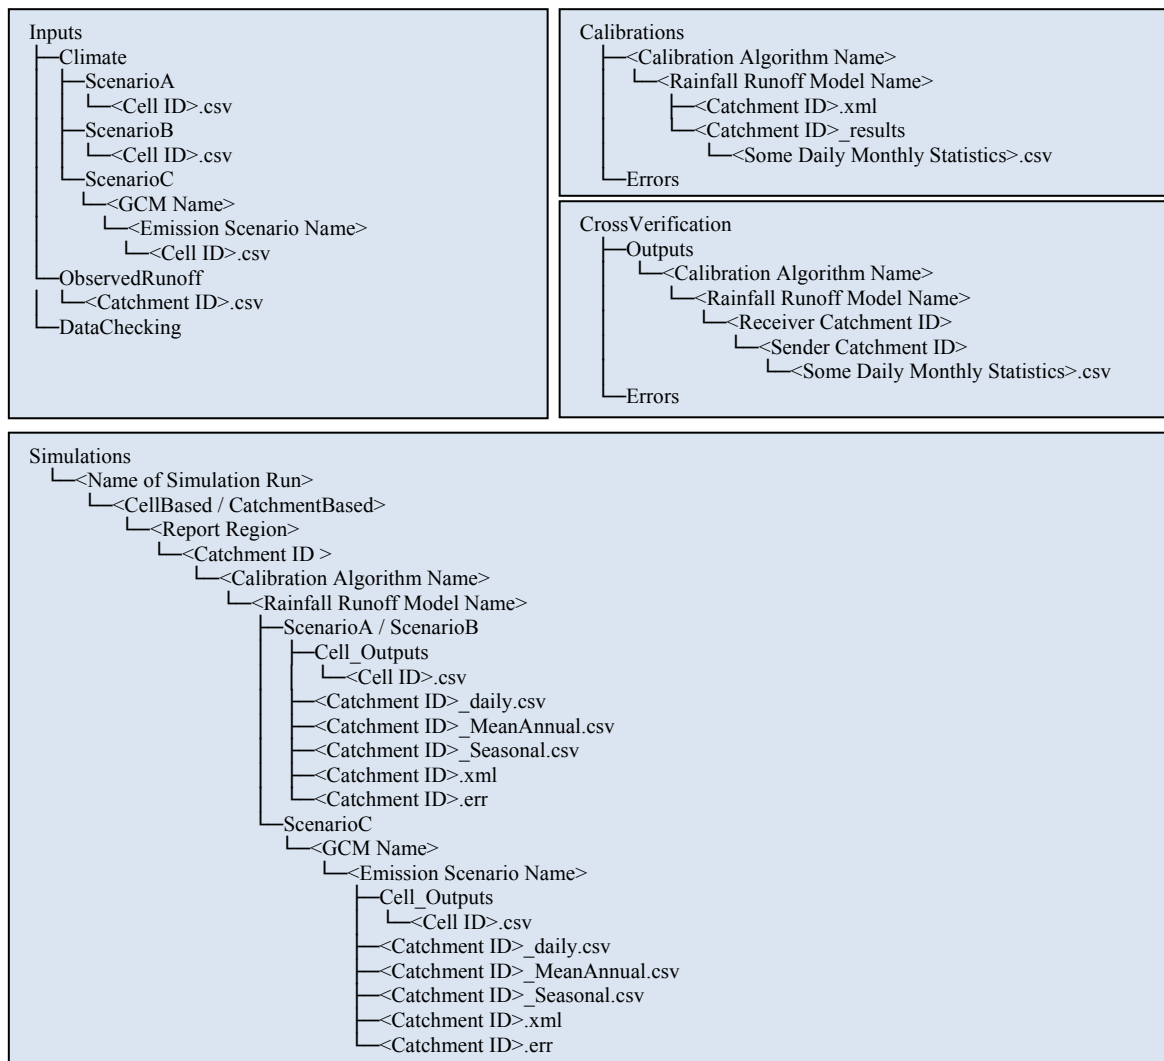 Inputs
Climate
ScenarioA
<Cell ID>.csv
ScenarioB
<Cell ID>.csv
ScenarioC
<GCM Name>
<Emission Scenario Name>
<Cell ID>.csv
ObservedRunoff
<Catchment ID>.csv
DataChecking
Calibrations
<Calibration Algorithm Name>
<Rainfall Runoff Model Name>
<Catchment ID>.xml
<Catchment ID>_results
<Some Daily Monthly Statistics>.csv
Errors
CrossVerification
Outputs
<Calibration Algorithm Name>
<Rainfall Runoff Model Name>
<Receiver Catchment ID>
<Sender Catchment ID>
<Some Daily Monthly Statistics>.csv
Errors
Simulations
<Name of Simulation Run>
<CellBased / CatchmentBased>
<Report Region>
<Catchment ID >
<Calibration Algorithm Name>
<Rainfall Runoff Model Name>
ScenarioA / ScenarioB
Cell_Outputs
<Cell ID>.csv
<Catchment ID>_daily.csv
<Catchment ID>_MeanAnnual.csv
<Catchment ID>_Seasonal.csv
<Catchment ID>.xml
<Catchment ID>.err
ScenarioC
<GCM Name>
<Emission Scenario Name>
Cell_Outputs
<Cell ID>.csv
<Catchment ID>_daily.csv
<Catchment ID>_MeanAnnual.csv
<Catchment ID>_Seasonal.csv
<Catchment ID>.xml
<Catchment ID>.err